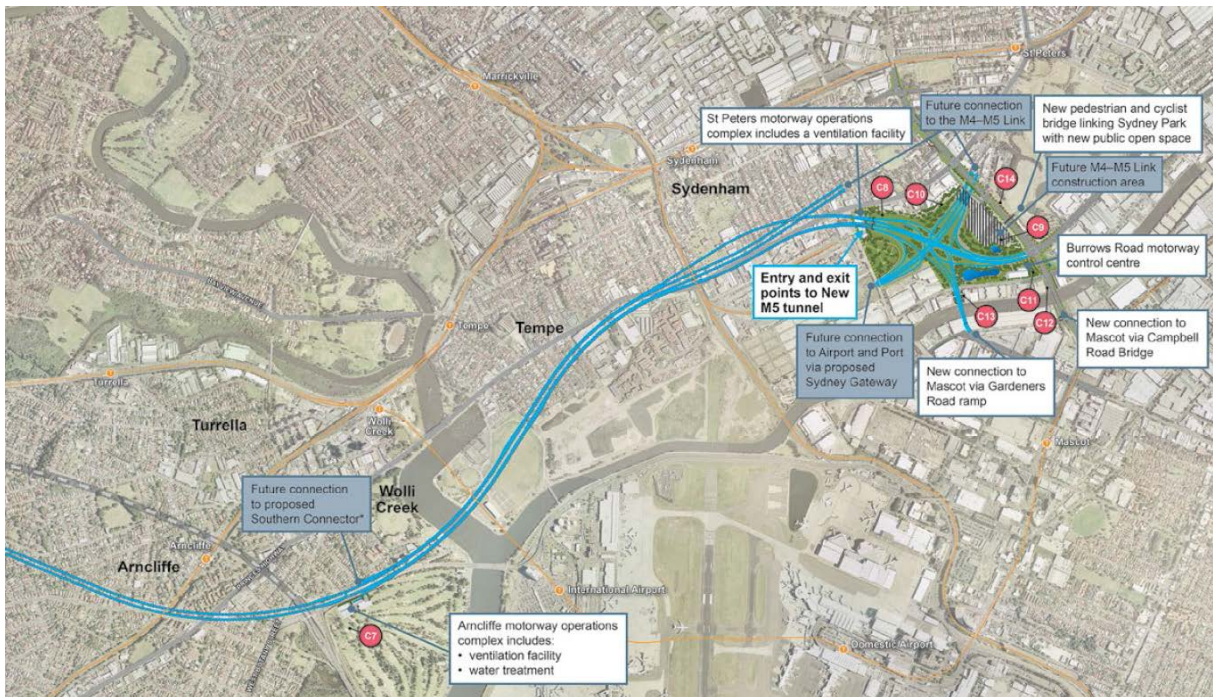 St Peters
Marrickville
Future connection
to the M4–M5 Link
New pedestrian and cyclist
bridge linking Sydney Park
with new public open space
St Peters motorway operations
complex includes a ventilation facility
Sydenham
Future M4–M5 Link
construction area
Sydenham
C8
C10
C14
C9
Burrows Road motorway
control centre
Entry and exit
points to New
M5 tunnel
C13
C11
C12
Tempe
Tempe
New connection to
Mascot via Campbell
Road Bridge
Future connection
to Airport and Port
via proposed
Sydney Gateway
New connection to
Mascot via Gardeners
Road ramp
Turrella
Turrella
Wolli
Creek
Mascot
Future connection
to proposed
Southern Connector*
Wolli
Creek
Arncliffe
Arncliffe
PRINCES HIGHWAY
International Airport
Arncliffe motorway operations
complex includes:
• ventilation facility
• water treatment
C7
Domestic Airport